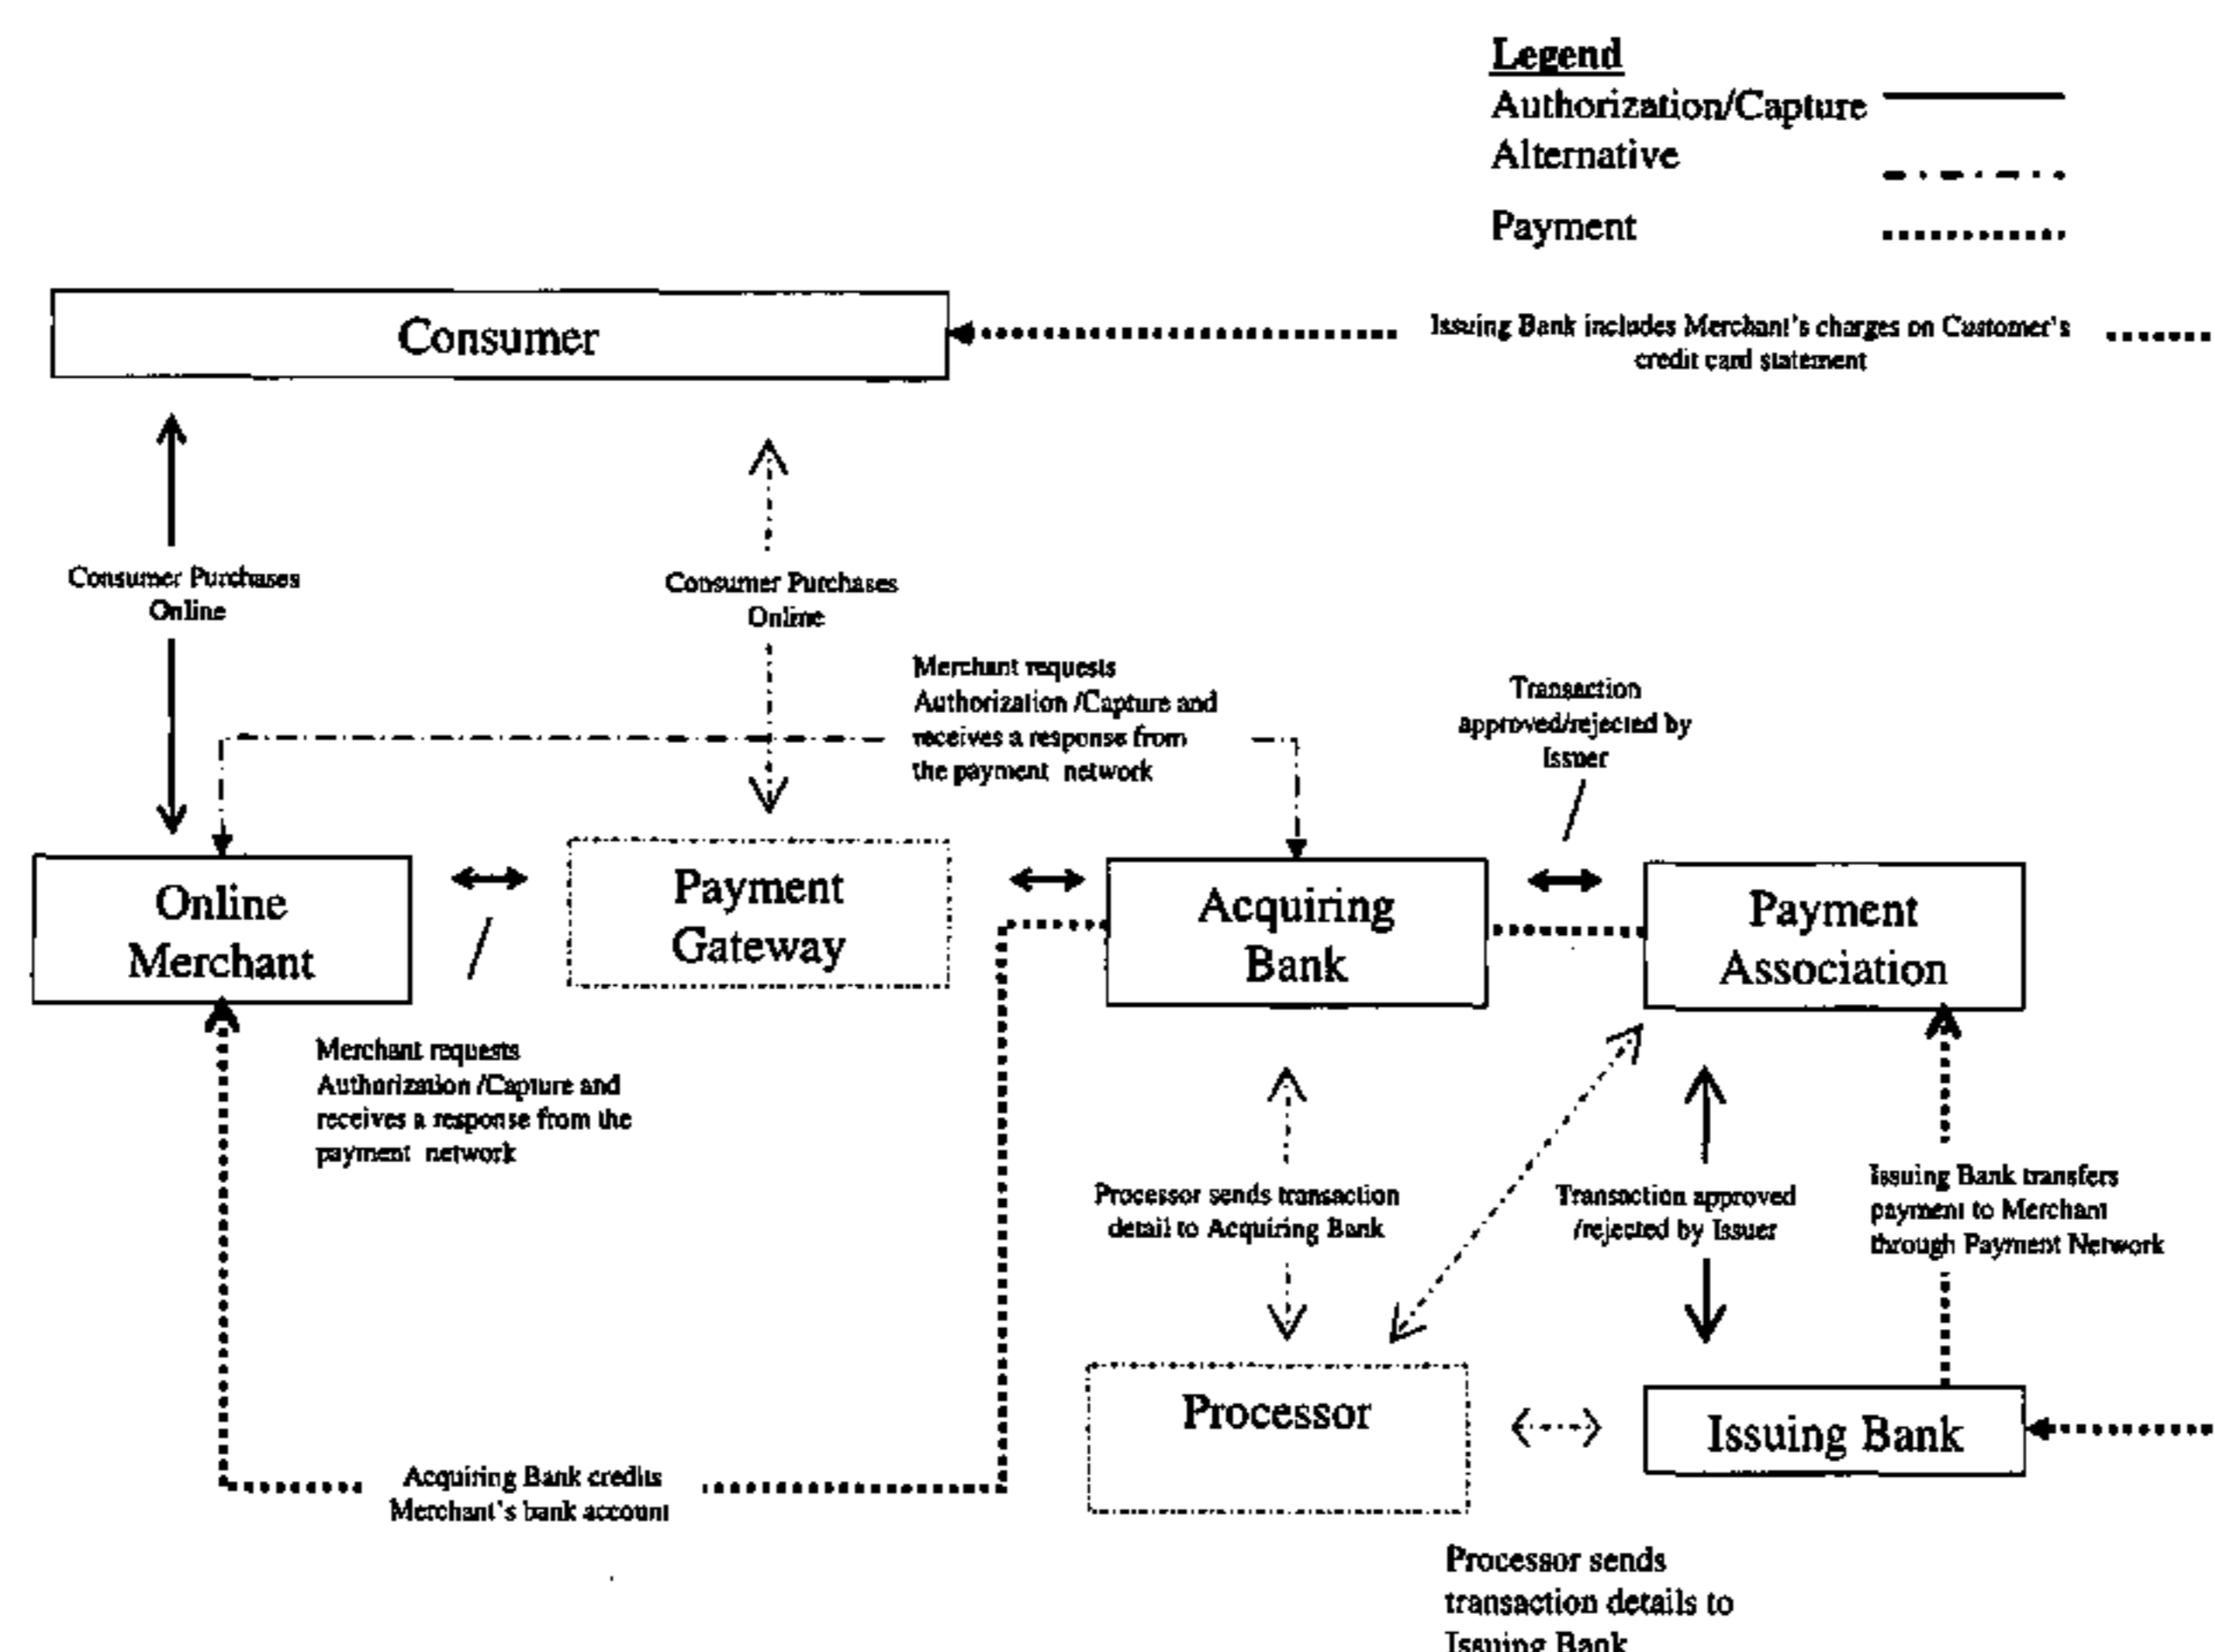 Legend
Authorization/Capture
Alternative
Payment
Consumer
Issuing Bank includes Merchant's charges on Customer's
credit card statement
Consumer Purchases
Online
Consumer Purchases
Online
Merchant requests
Authorization /Capture and
receives a response from
the payment network
Transaction
approved/rejected by
Issuer
Online
Merchant
Payment
Gateway
Acquiring
Bank
Payment
Association
Merchant requests
Authorization /Capture and
receives a response from the
payment network
Processor sends transaction
detail to Acquiring Bank
Transaction approved
/rejected by Issuer
Issuing Bank transfers
payment to Merchant
through Payment Network
Processor
Issuing Bank
Acquiring Bank credits
Merchant's bank account
Processor sends
transaction details to
Issuing Bank